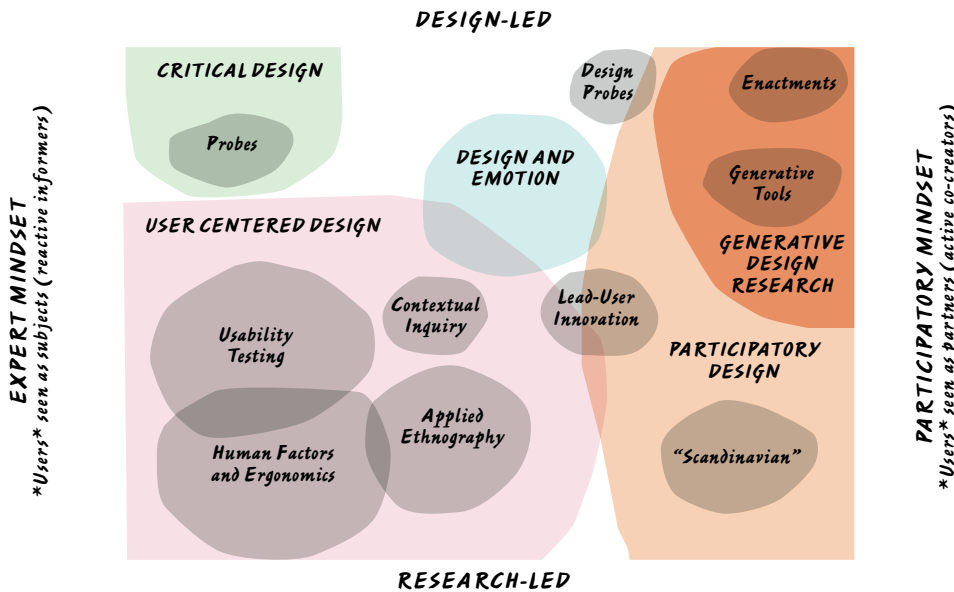 DESIGN-LED
CRITICAL DESIGN
Probes
Design
Probes
Enactments
DESIGN AND
EMOTION
Generative
Tools
USER CENTERED DESIGN
GENERATIVE
DESIGN
RESEARCH
Contextual
Inquiry
Lead-User
Innovation
Usability
Testing
PARTICIPATORY
DESIGN
Applied
Ethnography
Human Factors
and Ergonomics
“Scandinavian”
RESEARCH-LED
EXPERT MINDSET
*Users* seen as subjects (reactive informers)
PARTICIPATORY MINDSET
*Users* seen as partners (active co-creators)